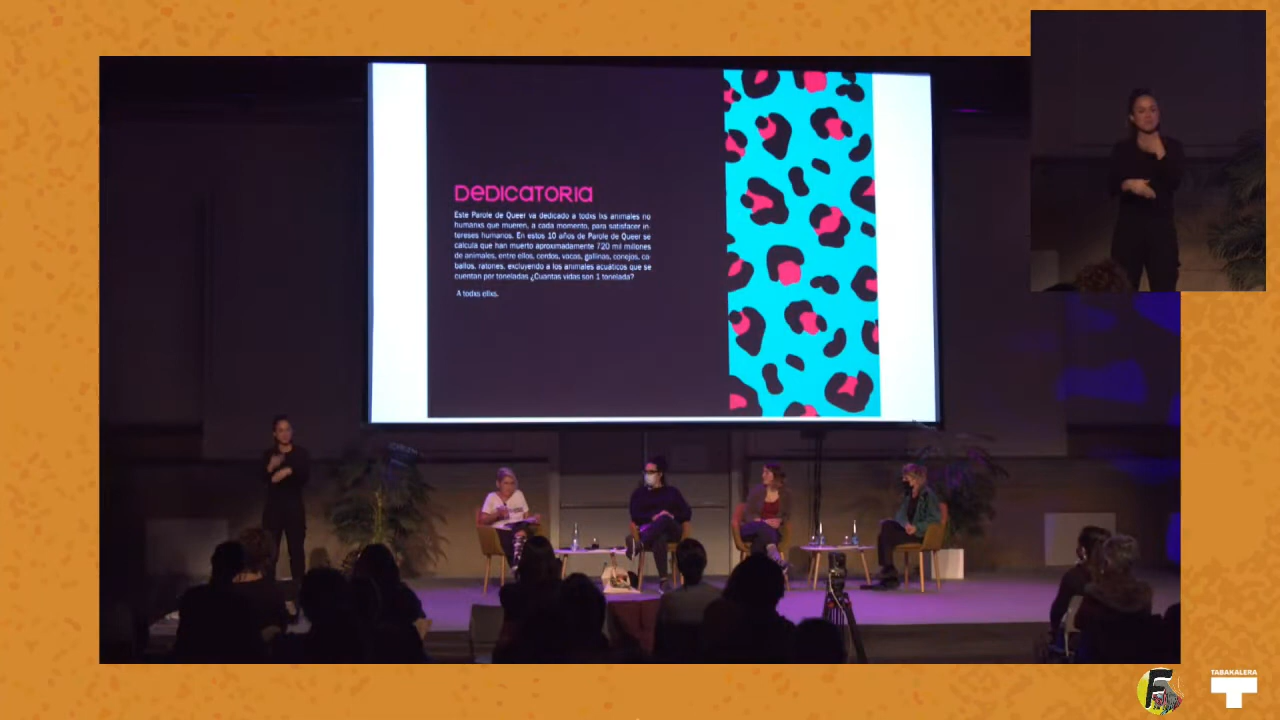 DEDICATORIA
Este Parole de Queer va dedicado a todxs lxs animales no
humanxs que mueren, a cada momento, para satisfacer in-
tereses humanos. En estos 10 años de Parole de Queer se
calcula que han muerto aproximadamente 720 mil millones
de animales, entre ellos, cerdos, vacas, gallinas, conejos, ca-
ballos, ratones, excluyendo a los animales acuáticos que se
cuentan por toneladas ¿Cuantas vidas son 1 tonelada?
A todxs ellxs.
TABAKALERA